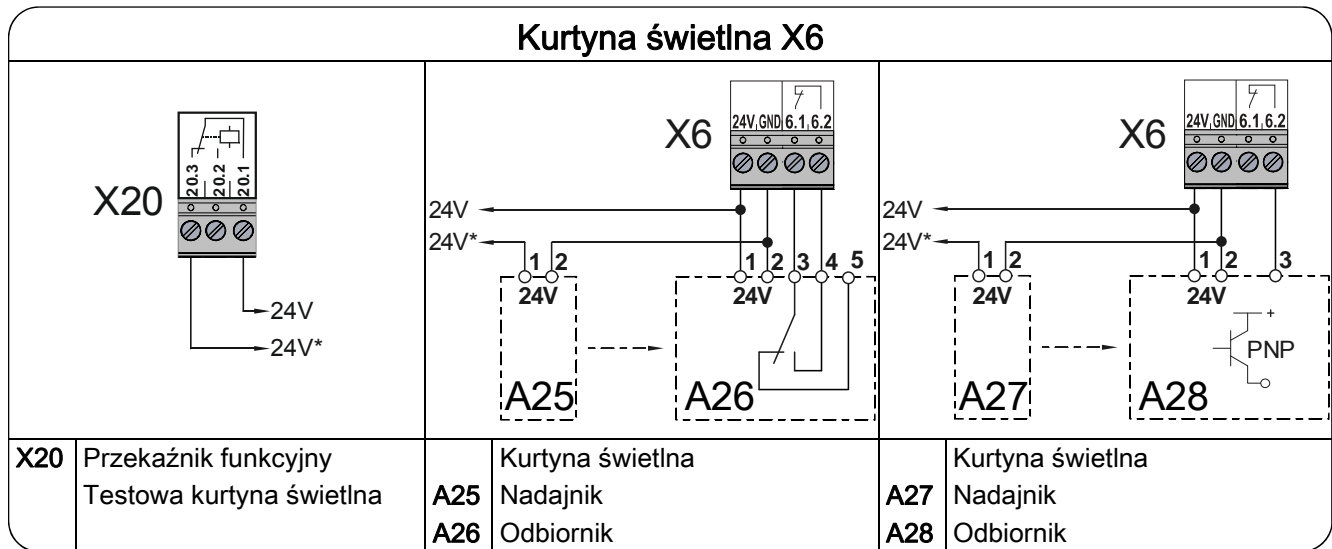 Kurtyna świetlna X6
X20
20.3 20.2 20.1
24V
24V*
X6
24V GND 6.1 6.2
24V
24V*
1 2
24V
A25
1 2 3 4 5
24V
A26
X6
24V GND 6.1 6.2
24V
24V*
1 2
24V
A27
1 2 3
24V
+
PNP
A28
X20 Przekaźnik funkcyjny
Testowa kurtyna świetlna
Kurtyna świetlna
A25 Nadajnik
A26 Odbiornik
Kurtyna świetlna
A27 Nadajnik
A28 Odbiornik